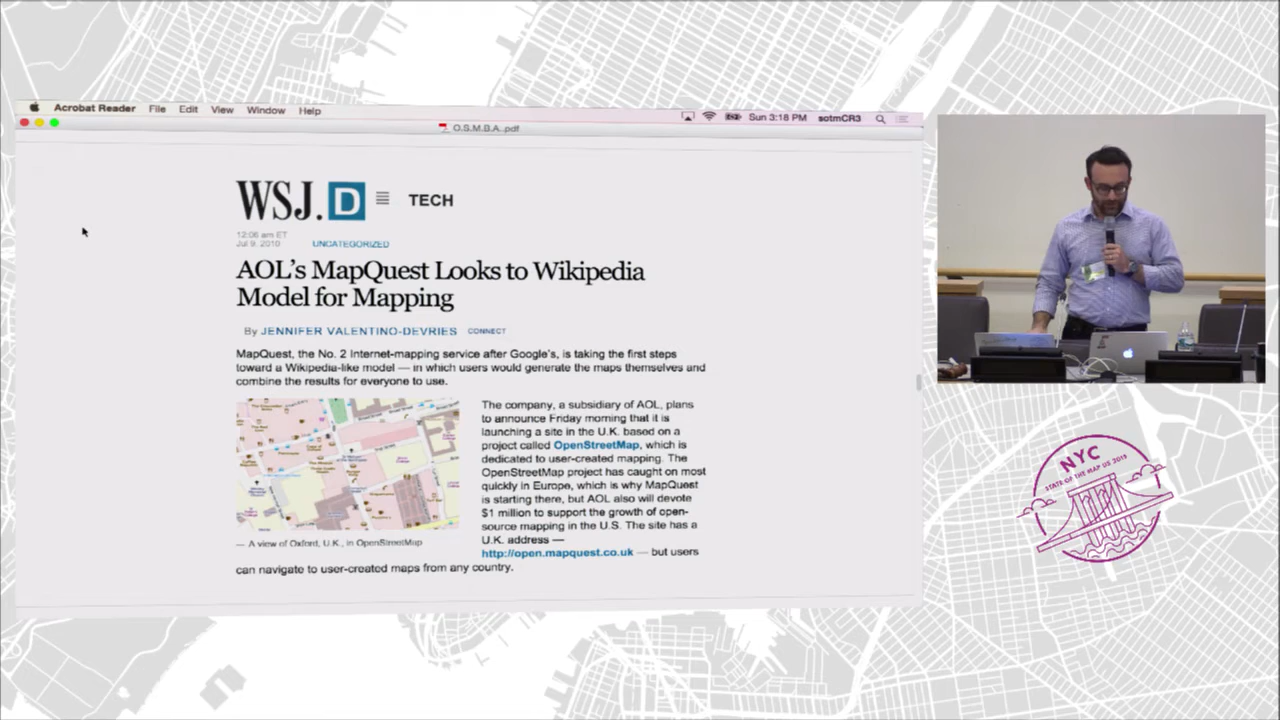 Acrobat Reader File Edit View Window Help
Sun 3:18 PM sotmCR3
O.S.M.B.A..pdf
WSJ. D TECH
12:06 am ET
Jul 9, 2010 UNCATEGORIZED
AOL's MapQuest Looks to Wikipedia
Model for Mapping
By JENNIFER VALENTINO-DEVRIES CONNECT
MapQuest, the No. 2 Internet-mapping service after Google's, is taking the first steps
toward a Wikipedia-like model — in which users would generate the maps themselves and
combine the results for everyone to use.
The company, a subsidiary of AOL, plans
to announce Friday morning that it is
launching a site in the U.K. based on a
project called OpenStreetMap, which is
dedicated to user-created mapping. The
OpenStreetMap project has caught on most
quickly in Europe, which is why MapQuest
is starting there, but AOL also will devote
$1 million to support the growth of open-
source mapping in the U.S. The site has a
U.K. address —
http://open.mapquest.co.uk — but users
can navigate to user-created maps from any country.
— A view of Oxford, U.K., in OpenStreetMap
NYC
STATE OF THE MAP US 2015